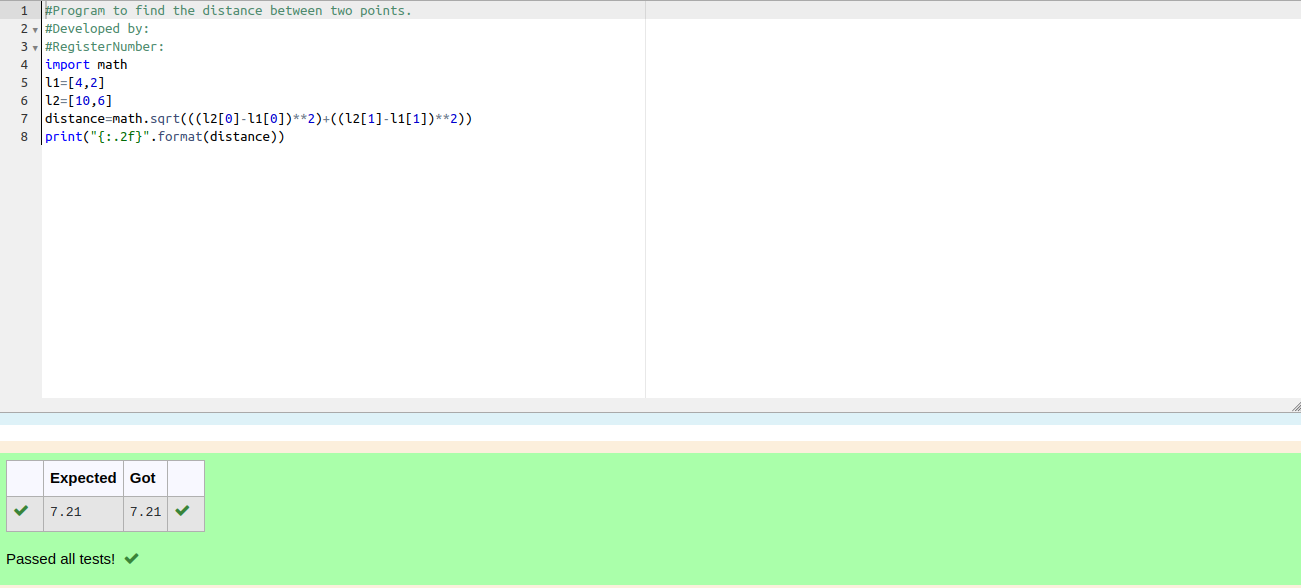 1 #Program to find the distance between two points.
2 #Developed by:
3 #RegisterNumber:
4 import math
5 l1=[4,2]
6 l2=[10,6]
7 distance=math.sqrt(((l2[0]-l1[0])**2)+((l2[1]-l1[1])**2))
8 print("{:.2f}".format(distance))
Expected Got
7.21 7.21
Passed all tests!